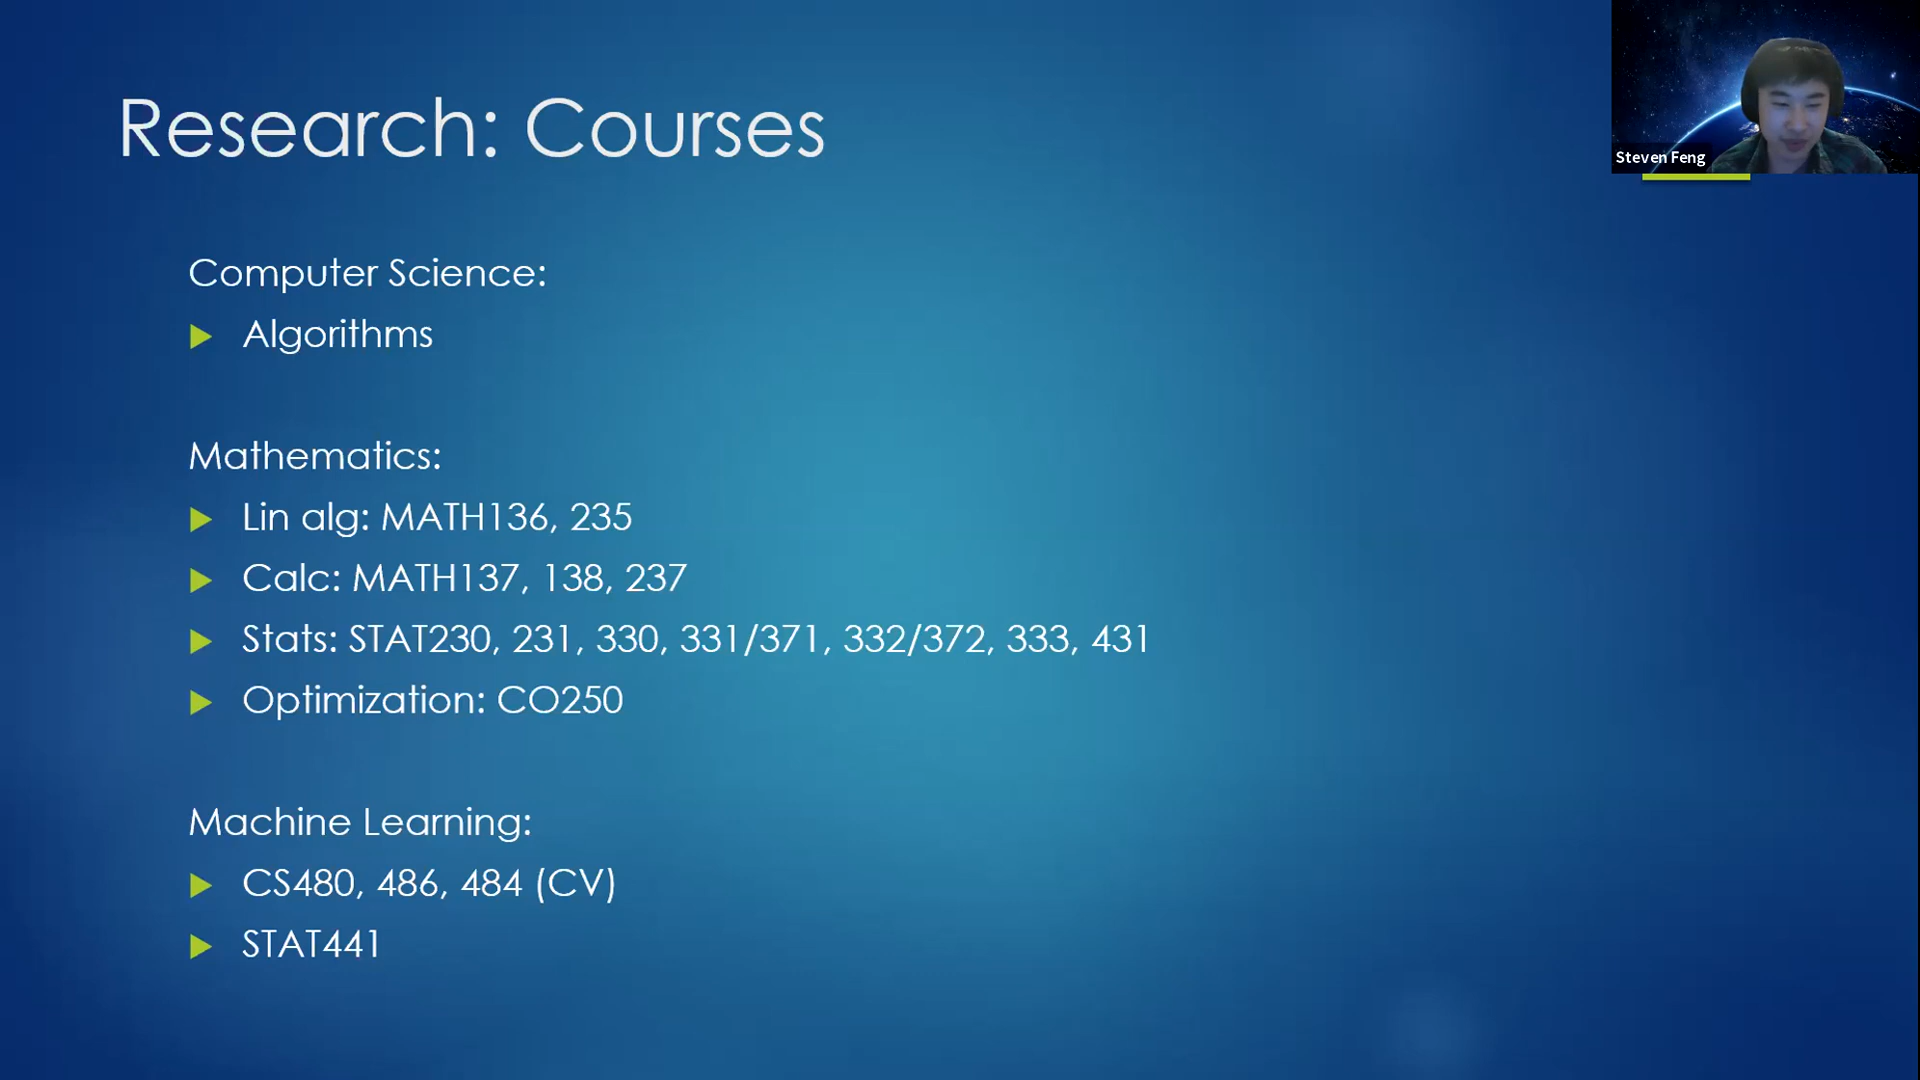 Research: Courses
Steven Feng
Computer Science:
Algorithms
Mathematics:
Lin alg: MATH136, 235
Calc: MATH137, 138, 237
Stats: STAT230, 231, 330, 331/371, 332/372, 333, 431
Optimization: CO250
Machine Learning:
CS480, 486, 484 (CV)
STAT441